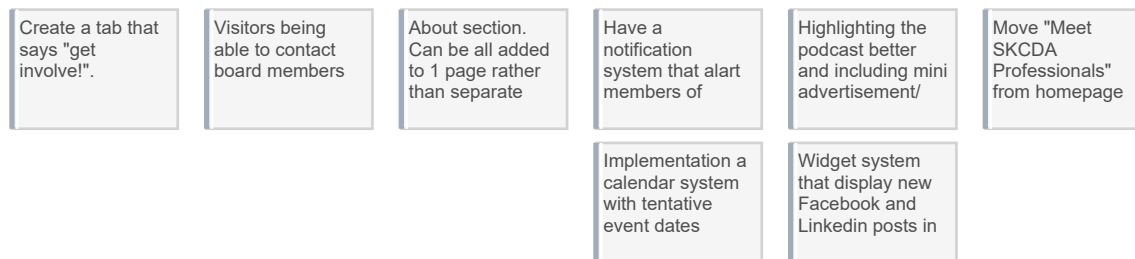 Create a tab that
says "get
involve!".
Visitors being
able to contact
board members
About section.
Can be all added
to 1 page rather
than separate
Have a
notification
system that alart
members of
Highlighting the
podcast better
and including mini
advertisement/
Move "Meet
SKCDA
Professionals"
from homepage
Implementation a
calendar system
with tentative
event dates
Widget system
that display new
Facebook and
Linkedin posts in